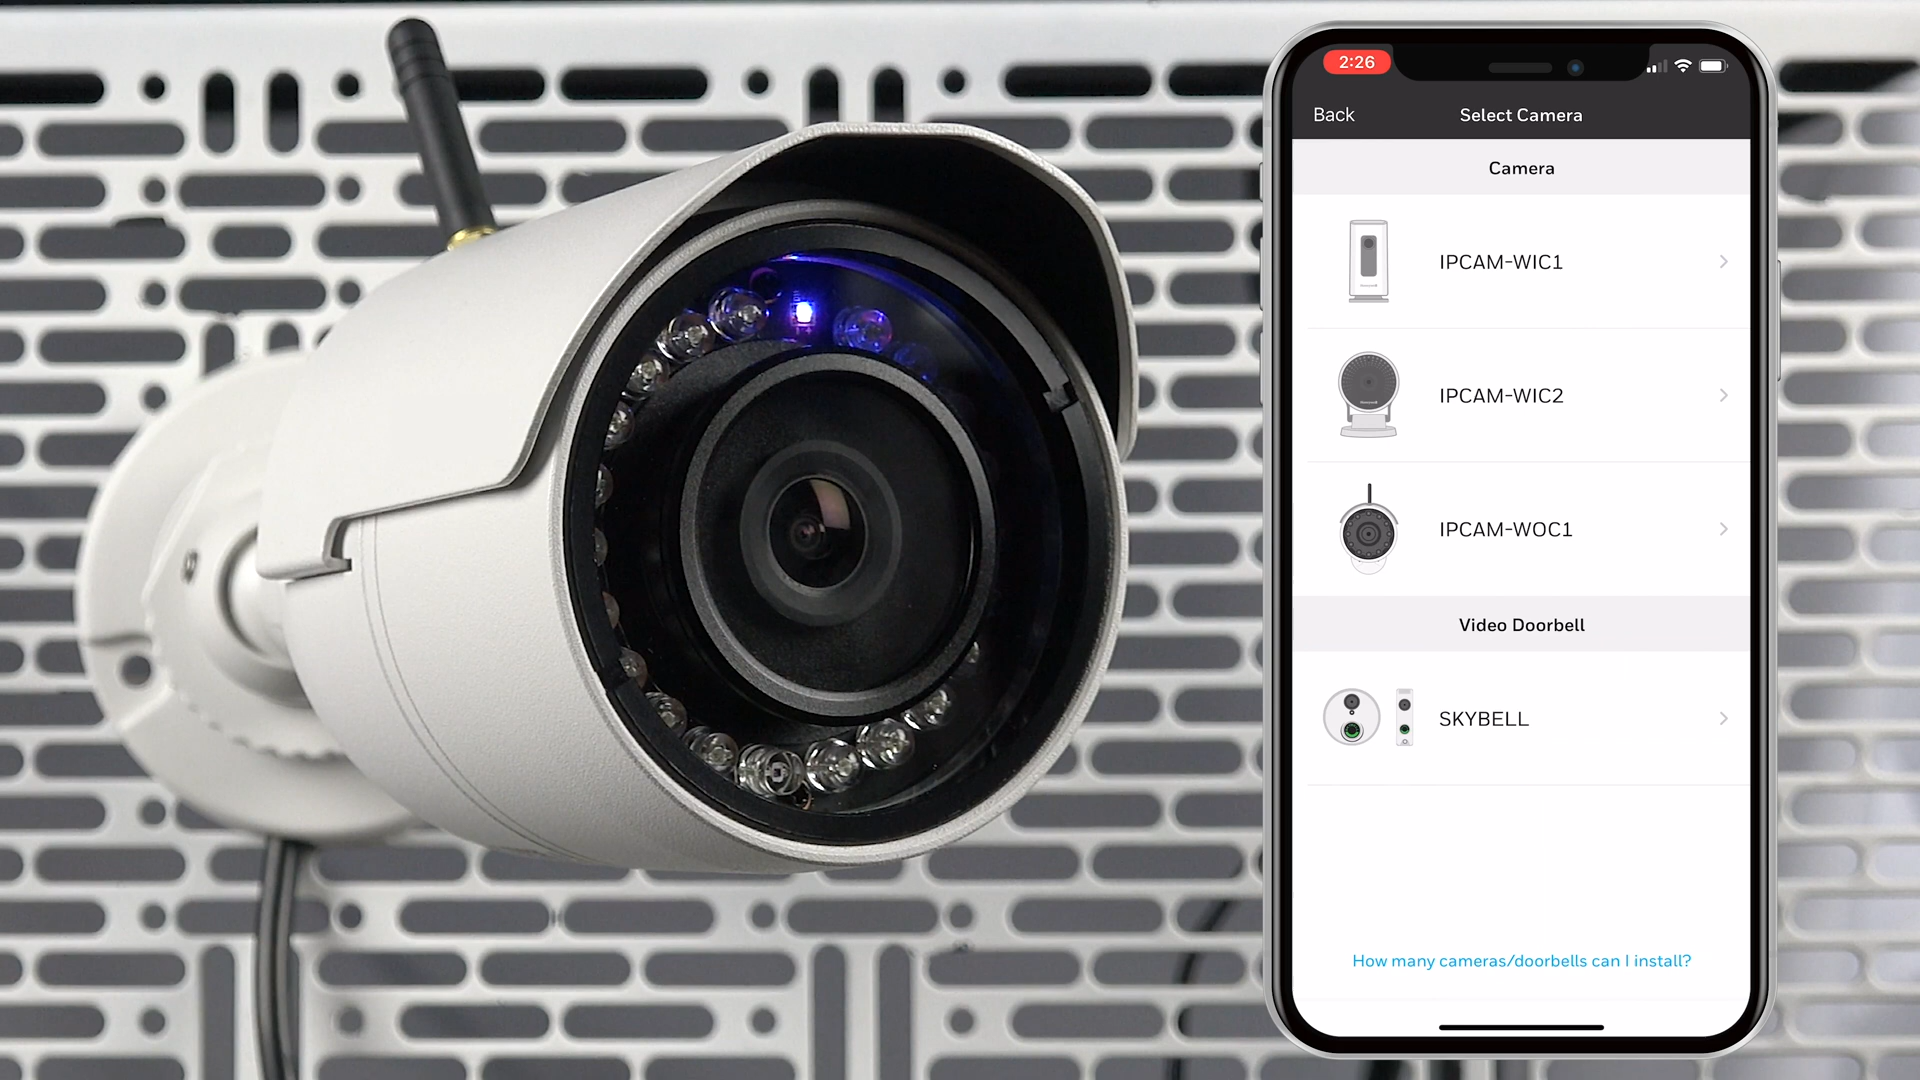 2:26
Back
Select Camera
Camera
IPCAM-WIC1
IPCAM-WIC2
IPCAM-WOC1
Video Doorbell
SKYBELL
How many cameras/doorbells can I install?